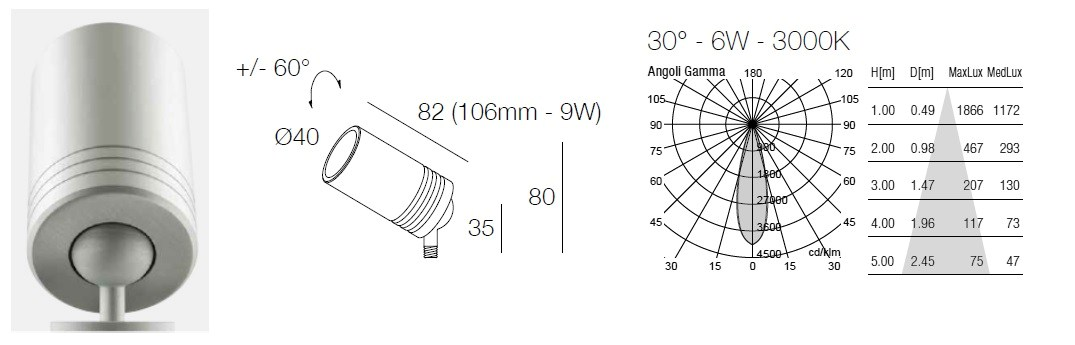 30° - 6W - 3000K
+/- 60°
82 (106mm - 9W)
Ø40
80
35
Angoli Gamma 180 120
105 105
90 90
75 75
60 60
45 45
30 15 0 15 30
900
1800
27000
3600
4500
cd/klm
H[m] D[m] MaxLux MedLux
1.00 0.49 1866 1172
2.00 0.98 467 293
3.00 1.47 207 130
4.00 1.96 117 73
5.00 2.45 75 47